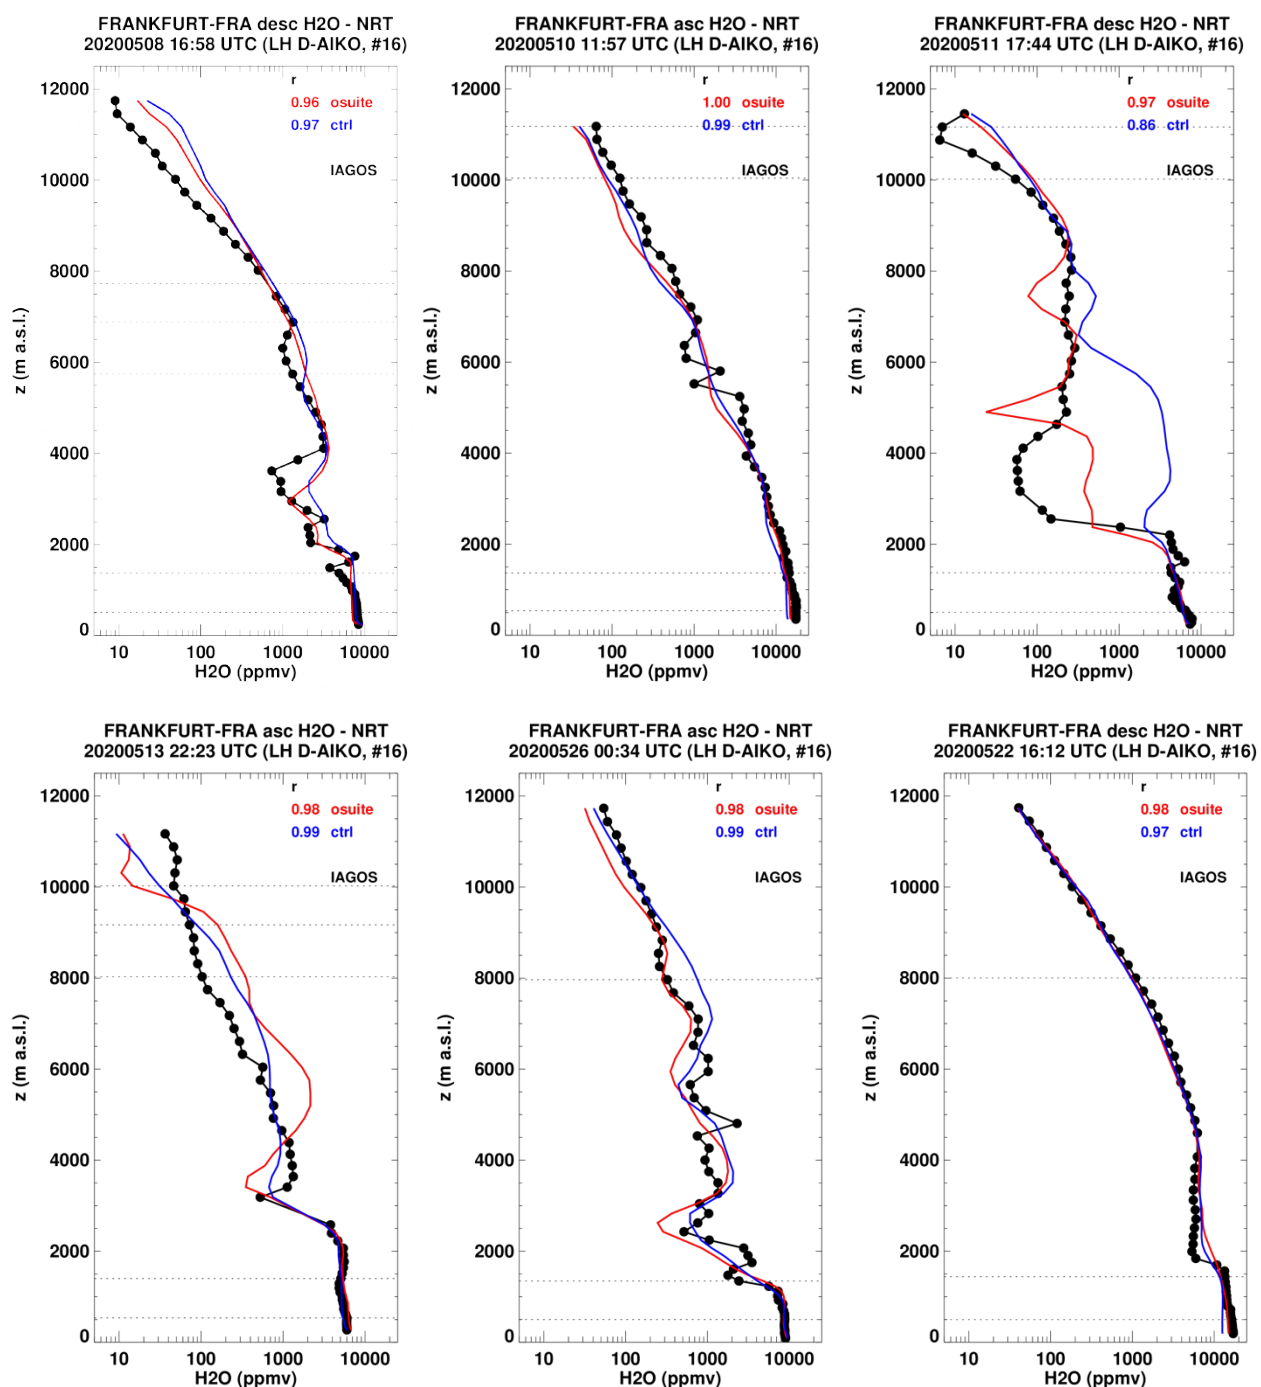 FRANKFURT-FRA desc H2O - NRT
20200508 16:58 UTC (LH D-AIKO, #16)
r
0.96 osuite
0.97 ctrl
IAGOS
12000
10000
8000
6000
4000
2000
0
z (m a.s.l.)
10 100 1000 10000
H2O (ppmv)
FRANKFURT-FRA asc H2O - NRT
20200510 11:57 UTC (LH D-AIKO, #16)
r
1.00 osuite
0.99 ctrl
IAGOS
12000
10000
8000
6000
4000
2000
0
z (m a.s.l.)
10 100 1000 10000
H2O (ppmv)
FRANKFURT-FRA desc H2O - NRT
20200511 17:44 UTC (LH D-AIKO, #16)
r
0.97 osuite
0.86 ctrl
IAGOS
12000
10000
8000
6000
4000
2000
0
z (m a.s.l.)
10 100 1000 10000
H2O (ppmv)
FRANKFURT-FRA asc H2O - NRT
20200513 22:23 UTC (LH D-AIKO, #16)
r
0.98 osuite
0.99 ctrl
IAGOS
12000
10000
8000
6000
4000
2000
0
z (m a.s.l.)
10 100 1000 10000
H2O (ppmv)
FRANKFURT-FRA asc H2O - NRT
20200526 00:34 UTC (LH D-AIKO, #16)
r
0.98 osuite
0.99 ctrl
IAGOS
12000
10000
8000
6000
4000
2000
0
z (m a.s.l.)
10 100 1000 10000
H2O (ppmv)
FRANKFURT-FRA desc H2O - NRT
20200522 16:12 UTC (LH D-AIKO, #16)
r
0.98 osuite
0.97 ctrl
IAGOS
12000
10000
8000
6000
4000
2000
0
z (m a.s.l.)
10 100 1000 10000
H2O (ppmv)